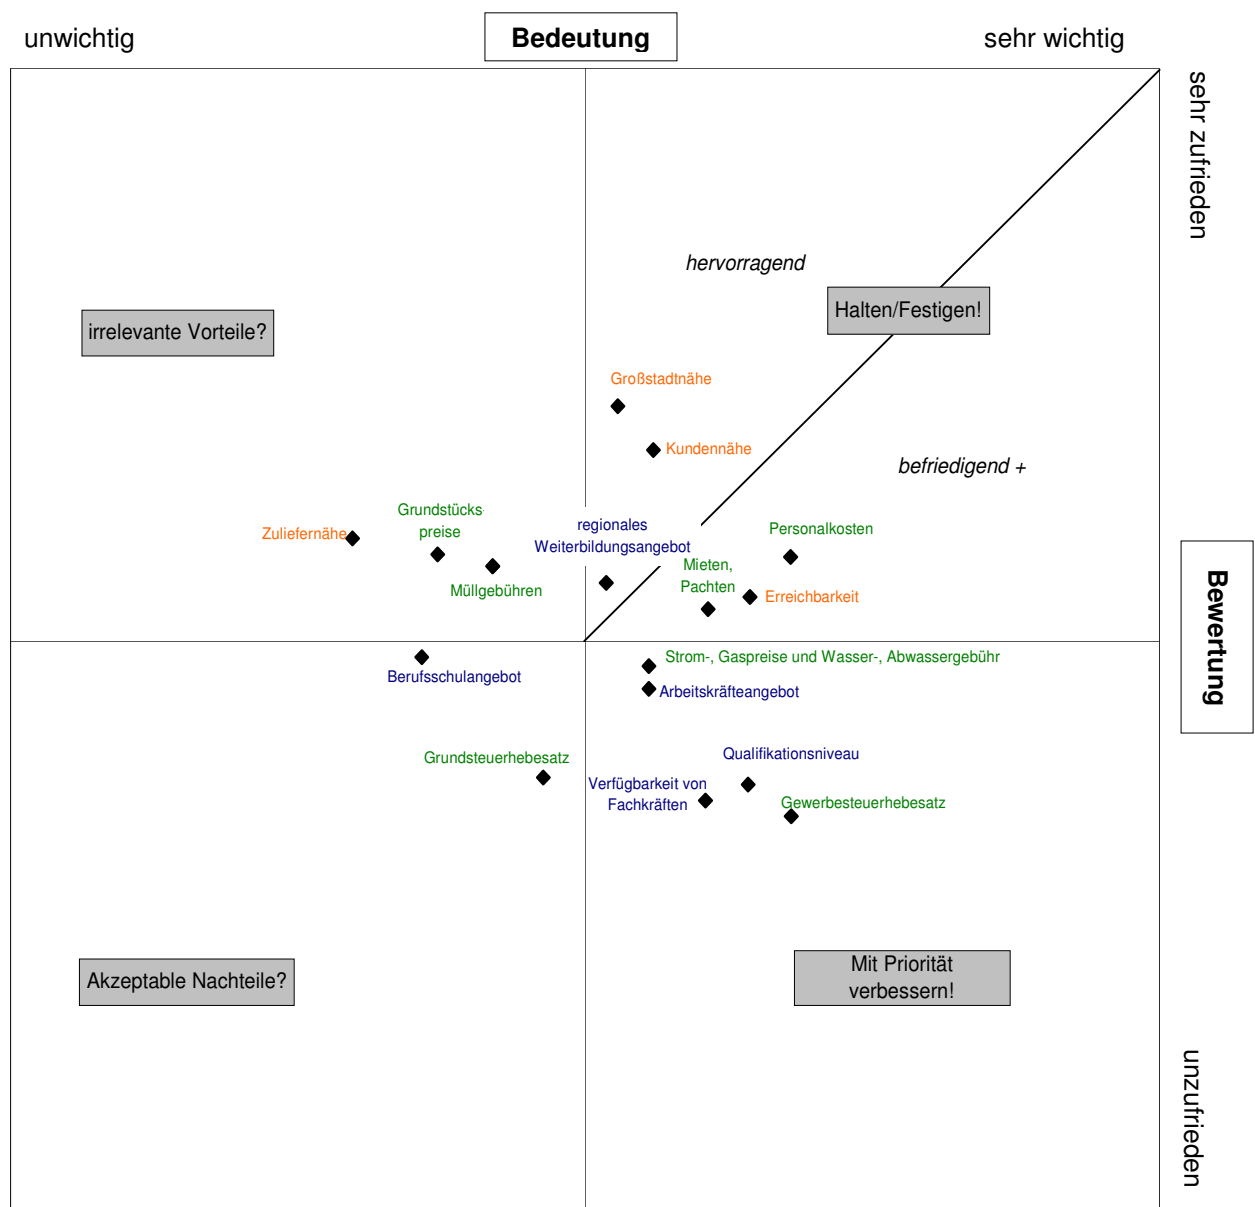 unwichtig
Bedeutung
sehr wichtig
sehr zufrieden
hervorragend
Halten/Festigen!
irrelevante Vorteile?
Großstadtnähe
Kundennähe
befriedigend +
Zuliefernähe
Grundstücks-
preise
Müllgebühren
regionales
Weiterbildungsangebot
Personalkosten
Mieten,
Pachten
Erreichbarkeit
Bewertung
Berufsschulangebot
Strom-, Gaspreise und Wasser-, Abwassergebühr
Arbeitskräfteangebot
Grundsteuerhebesatz
Qualifikationsniveau
Verfügbarkeit von
Fachkräften
Gewerbesteuerhebesatz
Akzeptable Nachteile?
Mit Priorität
verbessern!
unzufrieden